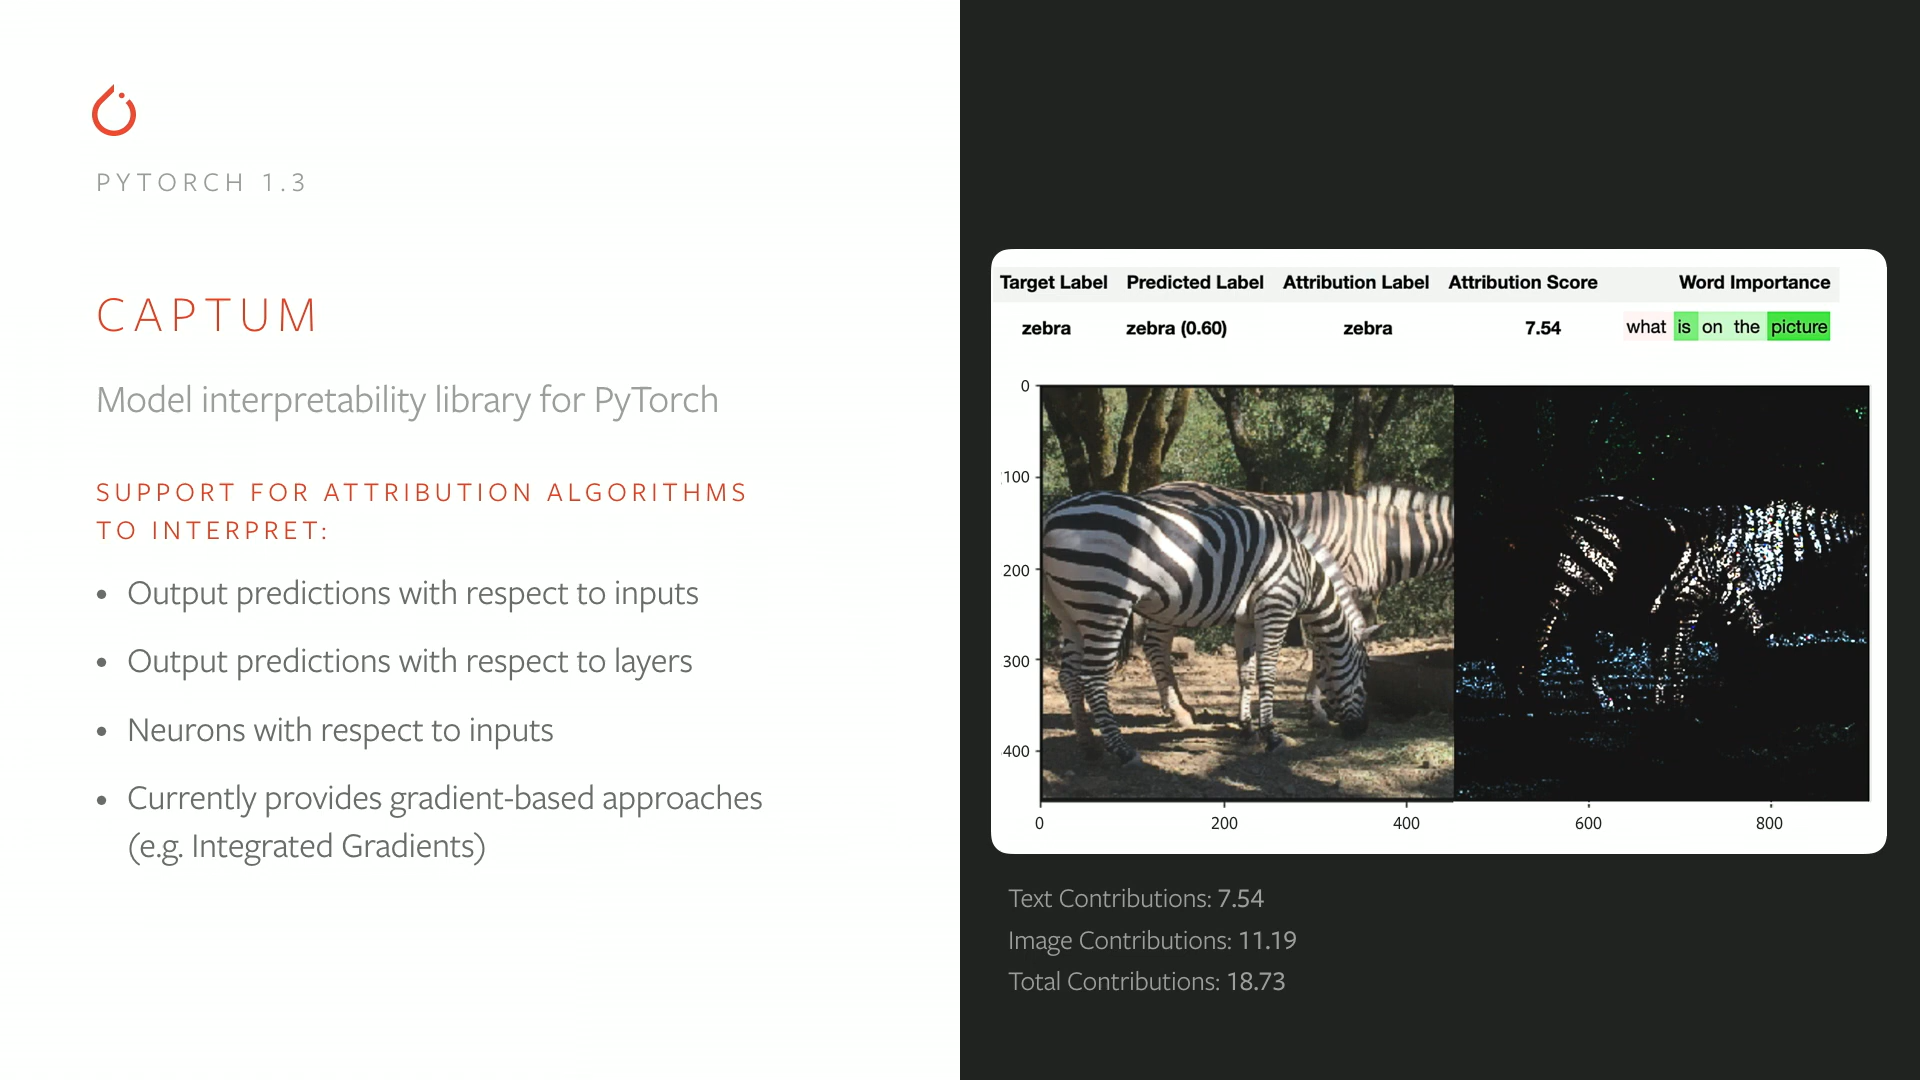 PYTORCH 1.3
CAPTUM
Model interpretability library for PyTorch
SUPPORT FOR ATTRIBUTION ALGORITHMS
TO INTERPRET:
• Output predictions with respect to inputs
• Output predictions with respect to layers
• Neurons with respect to inputs
• Currently provides gradient-based approaches
(e.g. Integrated Gradients)
Target Label Predicted Label Attribution Label Attribution Score Word Importance
zebra zebra (0.60) zebra 7.54 what is on the picture
0
100
200
300
400
0 200 400 600 800
Text Contributions: 7.54
Image Contributions: 11.19
Total Contributions: 18.73